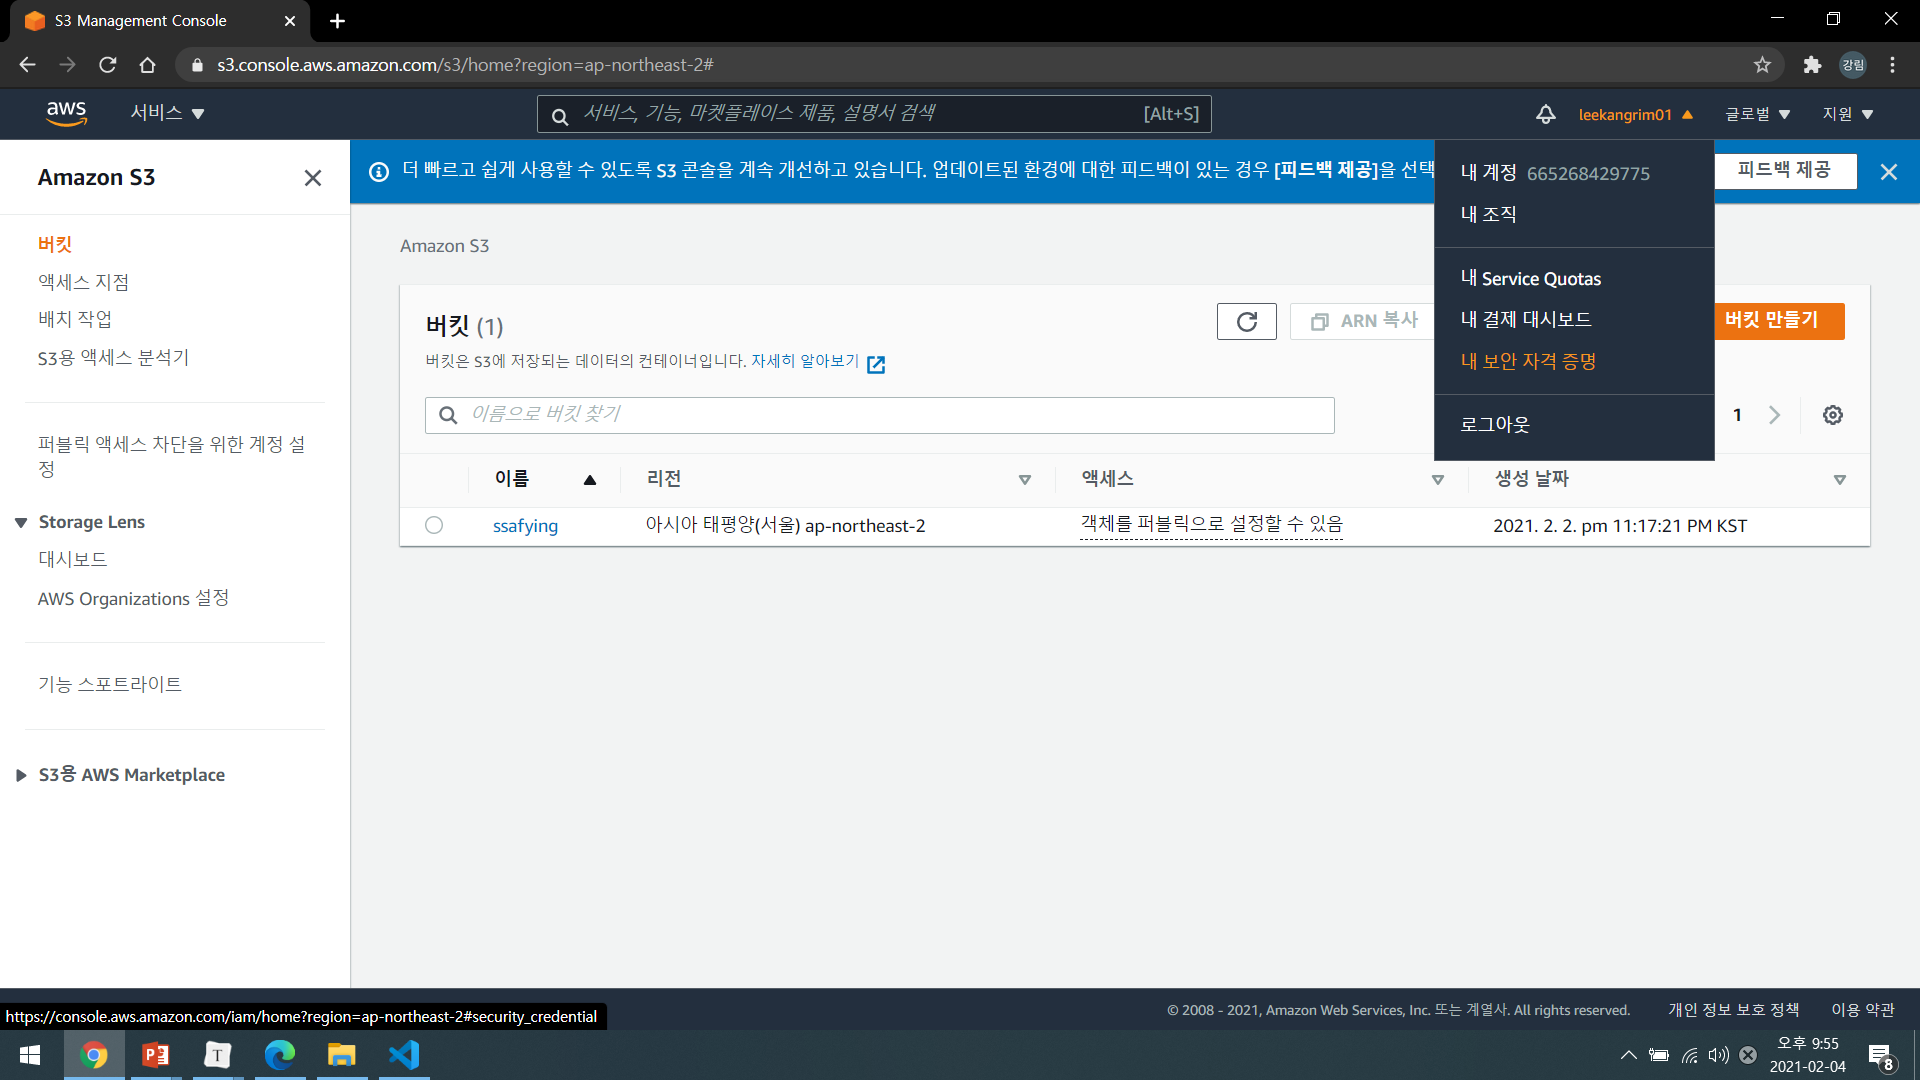 S3 Management Console
s3.console.aws.amazon.com/s3/home?region=ap-northeast-2#
강림
aws
서비스
서비스, 기능, 마켓플레이스 제품, 설명서 검색
[Alt+S]
leekangrim01
글로벌
지원
Amazon S3
더 빠르고 쉽게 사용할 수 있도록 S3 콘솔을 계속 개선하고 있습니다. 업데이트된 환경에 대한 피드백이 있는 경우 [피드백 제공]을 선택
피드백 제공
내 계정 665268429775
내 조직
내 Service Quotas
내 결제 대시보드
내 보안 자격 증명
로그아웃
버킷
액세스 지점
배치 작업
S3용 액세스 분석기
퍼블릭 액세스 차단을 위한 계정 설
정
Storage Lens
대시보드
AWS Organizations 설정
기능 스포트라이트
S3용 AWS Marketplace
Amazon S3
버킷 (1)
ARN 복사
버킷 만들기
버킷은 S3에 저장되는 데이터의 컨테이너입니다. 자세히 알아보기
이름으로 버킷 찾기
1
이름
리전
액세스
생성 날짜
ssafying
아시아 태평양(서울) ap-northeast-2
객체를 퍼블릭으로 설정할 수 있음
2021. 2. 2. pm 11:17:21 PM KST
© 2008 - 2021, Amazon Web Services, Inc. 또는 계열사. All rights reserved.
개인 정보 보호 정책
이용 약관
https://console.aws.amazon.com/iam/home?region=ap-northeast-2#security_credential
T
오후 9:55
2021-02-04
8